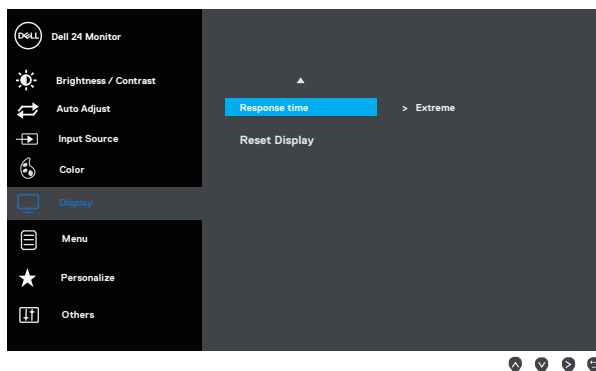 DELL Dell 24 Monitor
Brightness / Contrast
Auto Adjust
Response time > Extreme
Input Source
Reset Display
Color
Display
Menu
Personalize
Others